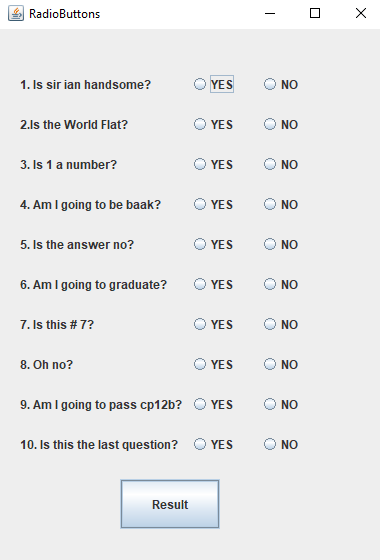 RadioButtons
1. Is sir ian handsome? YES NO
2.Is the World Flat? YES NO
3. Is 1 a number? YES NO
4. Am I going to be baak? YES NO
5. Is the answer no? YES NO
6. Am I going to graduate? YES NO
7. Is this # 7? YES NO
8. Oh no? YES NO
9. Am I going to pass cp12b? YES NO
10. Is this the last question? YES NO
Result